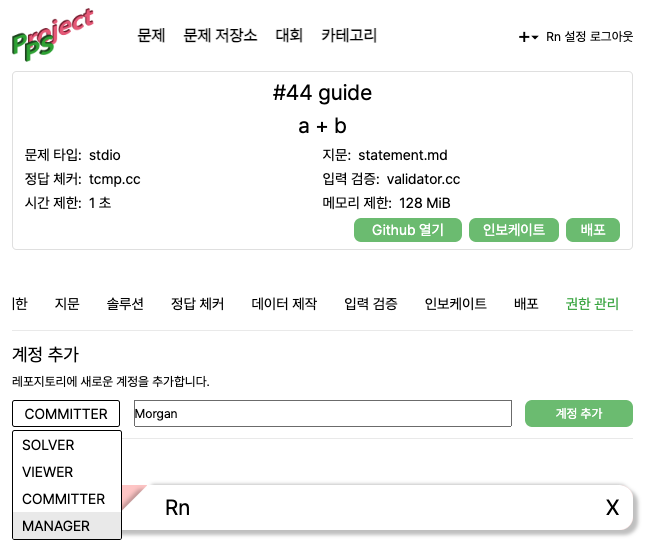 Project
PPS
문제 문제 저장소 대회 카테고리
+ Rn 설정 로그아웃
#44 guide
a + b
문제 타입: stdio 지문: statement.md
정답 체커: tcmp.cc 입력 검증: validator.cc
시간 제한: 1 초 메모리 제한: 128 MiB
Github 열기 인보케이트 배포
한 지문 솔루션 정답 체커 데이터 제작 입력 검증 인보케이트 배포 권한 관리
계정 추가
레포지토리에 새로운 계정을 추가합니다.
COMMITTER Morgan 계정 추가
SOLVER
VIEWER
COMMITTER
MANAGER
Rn X